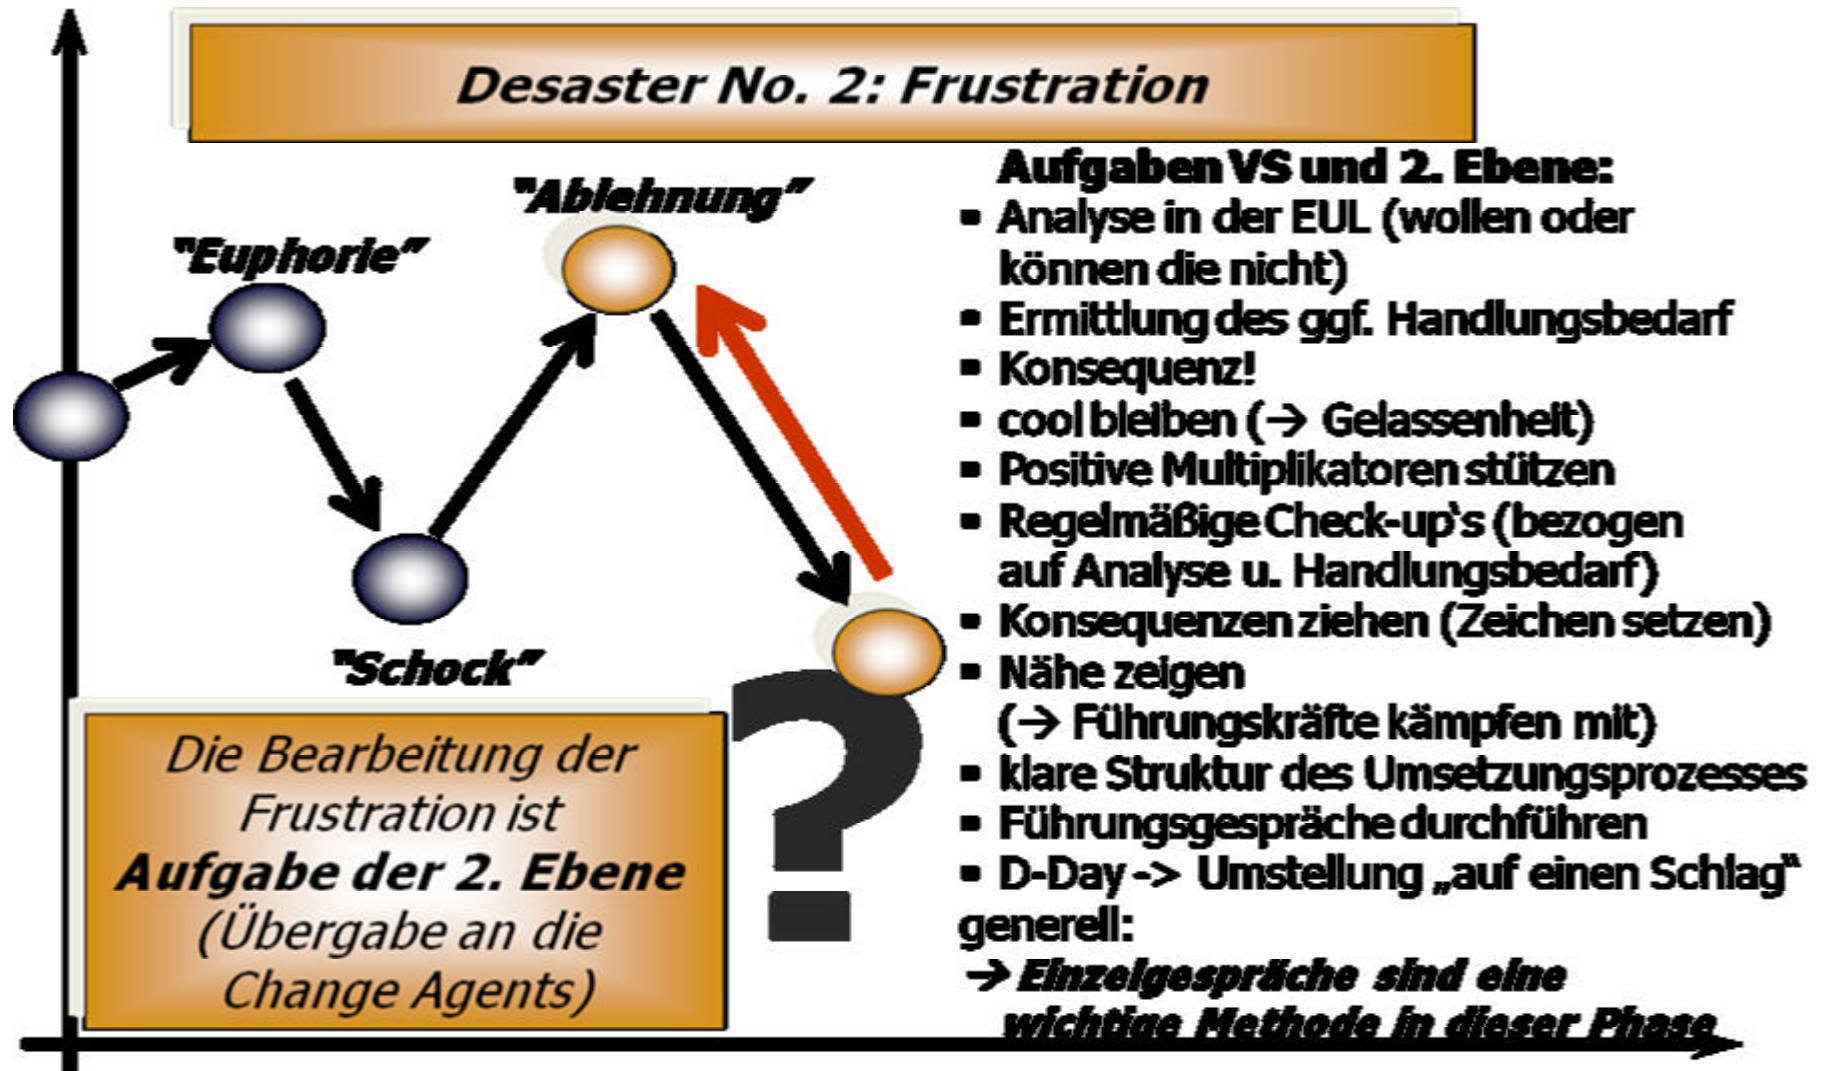 Desaster No. 2: Frustration
"Euphorie"
"Ablehnung"
"Schock"
?
Die Bearbeitung der
Frustration ist
Aufgabe der 2. Ebene
(Übergabe an die
Change Agents)
Aufgaben VS und 2. Ebene:
▪ Analyse in der EUL (wollen oder
können die nicht)
▪ Ermittlung des ggf. Handlungsbedarf
▪ Konsequenz!
▪ cool bleiben (→ Gelassenheit)
▪ Positive Multiplikatoren stützen
▪ Regelmäßige Check-up's (bezogen
auf Analyse u. Handlungsbedarf)
▪ Konsequenzen ziehen (Zeichen setzen)
▪ Nähe zeigen
(→ Führungskräfte kämpfen mit)
▪ klare Struktur des Umsetzungsprozesses
▪ Führungsgespräche durchführen
▪ D-Day -> Umstellung „auf einen Schlag“
generell:
→ Einzelgespräche sind eine
wichtige Methode in dieser Phase